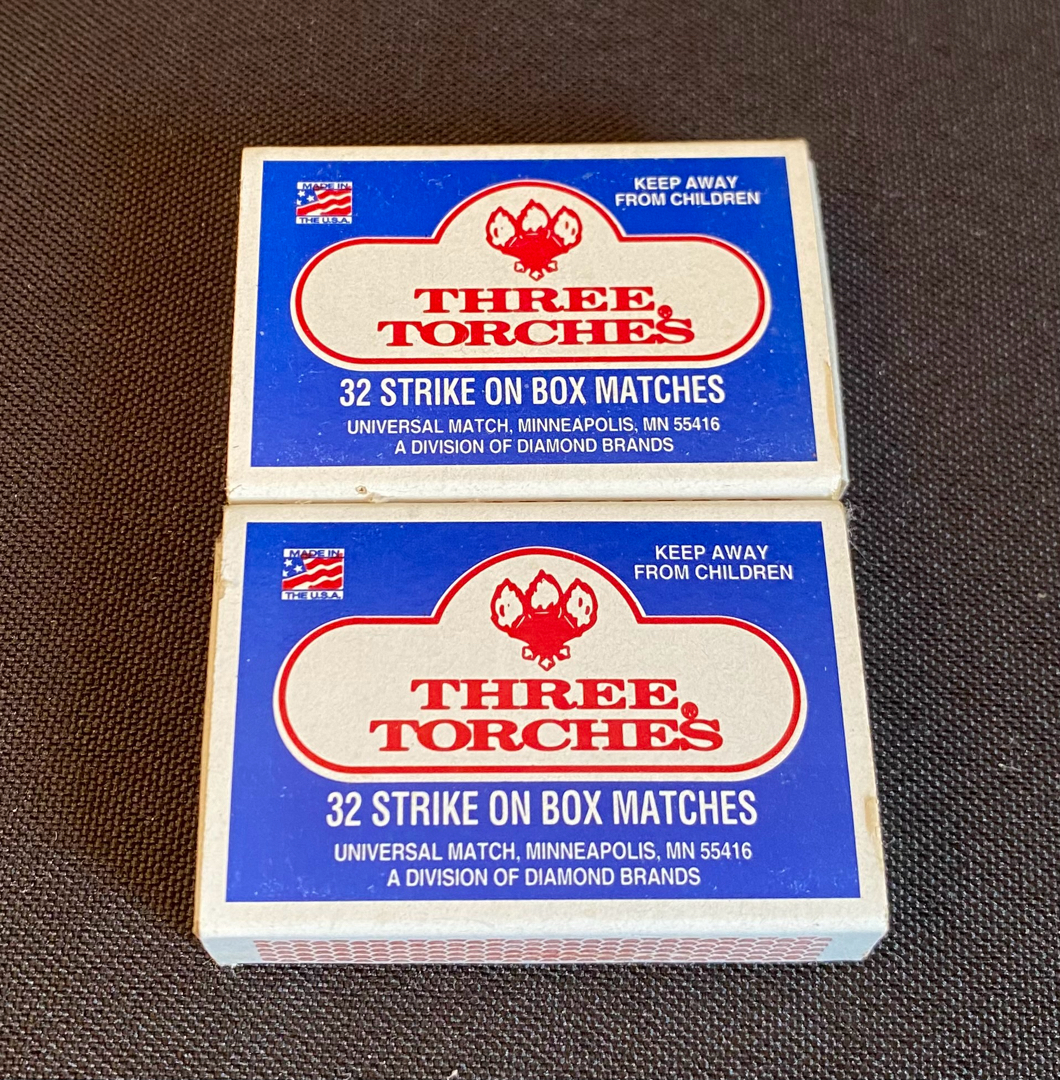 MADE IN
THE U.S.A.
KEEP AWAY
FROM CHILDREN
THREE
TORCHES
32 STRIKE ON BOX MATCHES
UNIVERSAL MATCH, MINNEAPOLIS, MN 55416
A DIVISION OF DIAMOND BRANDS
MADE IN
THE U.S.A.
KEEP AWAY
FROM CHILDREN
THREE
TORCHES
32 STRIKE ON BOX MATCHES
UNIVERSAL MATCH, MINNEAPOLIS, MN 55416
A DIVISION OF DIAMOND BRANDS